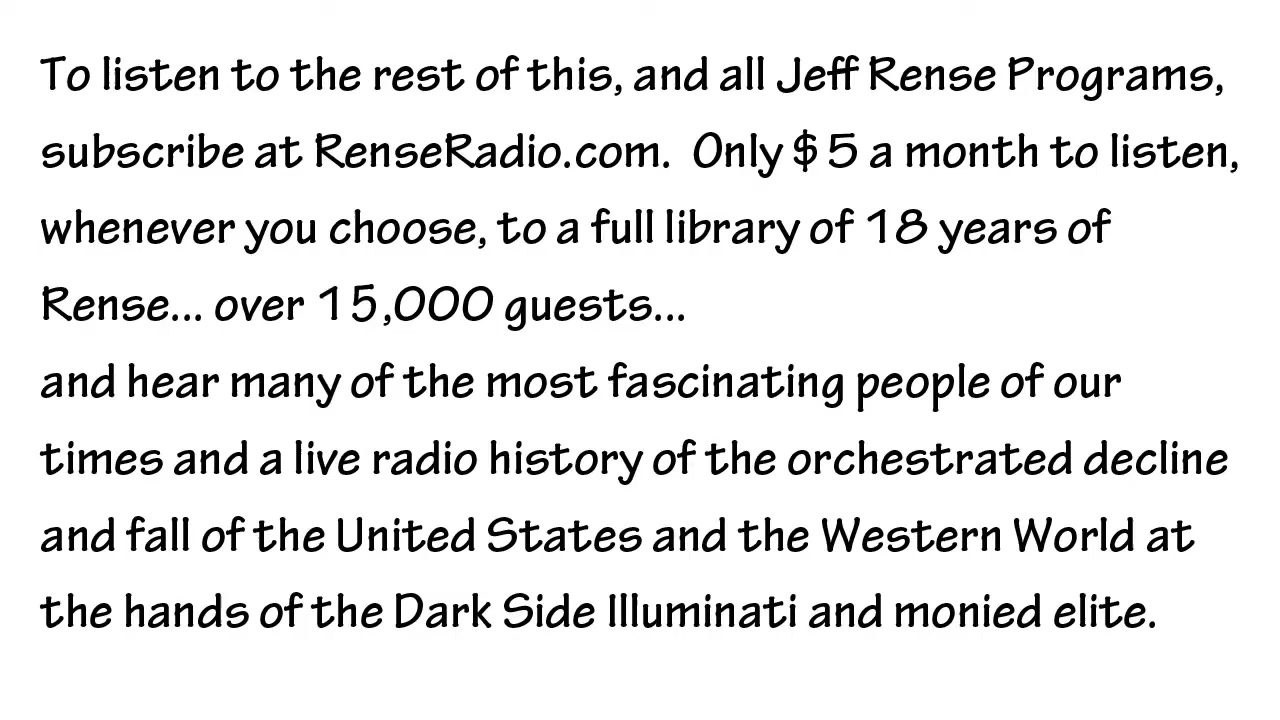 To listen to the rest of this, and all Jeff Rense Programs,
subscribe at RenseRadio.com.  Only $5 a month to listen,
whenever you choose, to a full library of 18 years of
Rense... over 15,000 guests...
and hear many of the most fascinating people of our
times and a live radio history of the orchestrated decline
and fall of the United States and the Western World at
the hands of the Dark Side Illuminati and monied elite.